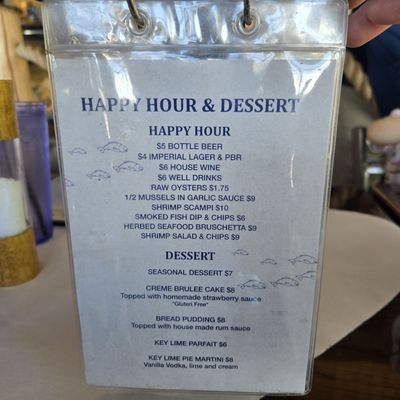 HAPPY HOUR & DESSERT
HAPPY HOUR
$5 BOTTLE BEER
$4 IMPERIAL LAGER & PBR
$6 HOUSE WINE
$6 WELL DRINKS
RAW OYSTERS $1.75
1/2 MUSSELS IN GARLIC SAUCE $9
SHRIMP SCAMPI $10
SMOKED FISH DIP & CHIPS $6
HERBED SEAFOOD BRUSCHETTA $9
SHRIMP SALAD & CHIPS $9
DESSERT
SEASONAL DESSERT $7
CREME BRULEE CAKE $8
Topped with homemade strawberry sauce
*Gluten Free*
BREAD PUDDING $8
Topped with house made rum sauce
KEY LIME PARFAIT $6
KEY LIME PIE MARTINI $8
Vanilla Vodka, lime and cream